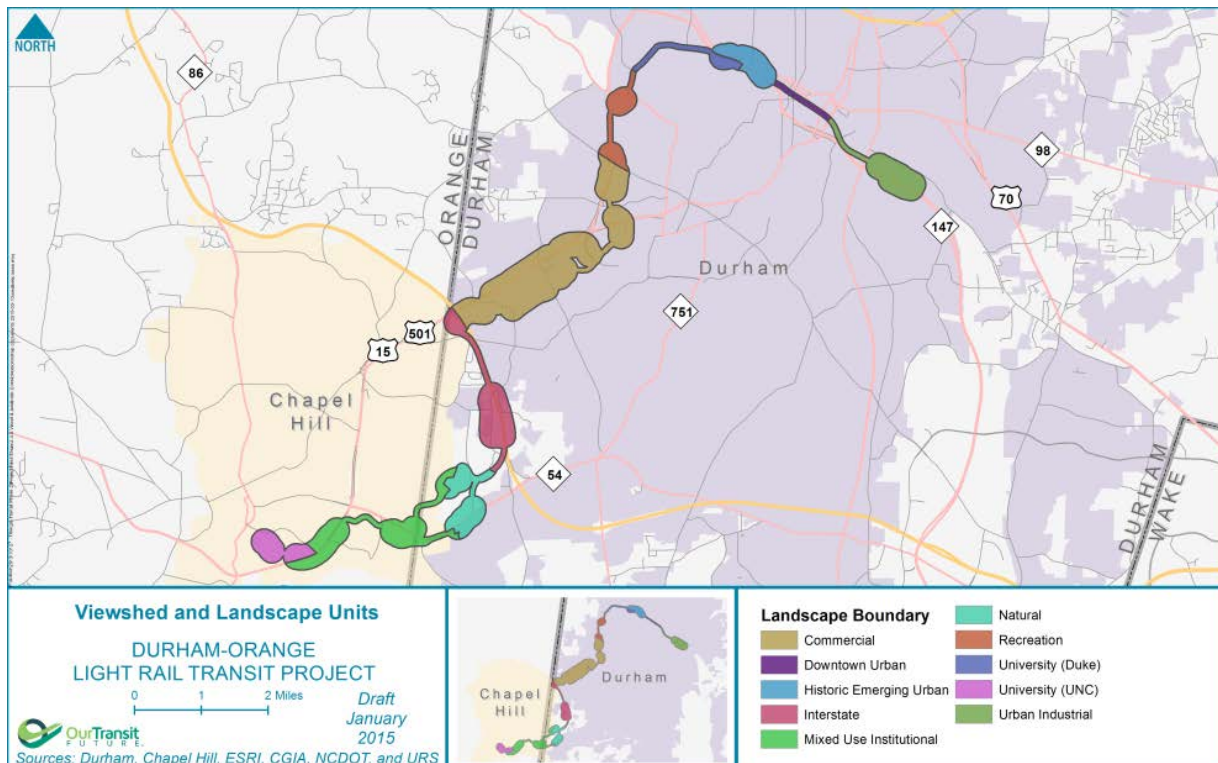 NORTH
86
ORANGE
DURHAM
98
70
147
Durham
751
501
15
Chapel
Hill
54
DURHAM
WAKE
Viewshed and Landscape Units
DURHAM-ORANGE
LIGHT RAIL TRANSIT PROJECT
0 1 2 Miles
Draft
January
2015
OurTransit
FUTURE
Sources: Durham, Chapel Hill, ESRI, CGIA, NCDOT, and URS
Durham
Chapel
Hill
Landscape Boundary
Commercial
Downtown Urban
Historic Emerging Urban
Interstate
Mixed Use Institutional
Natural
Recreation
University (Duke)
University (UNC)
Urban Industrial